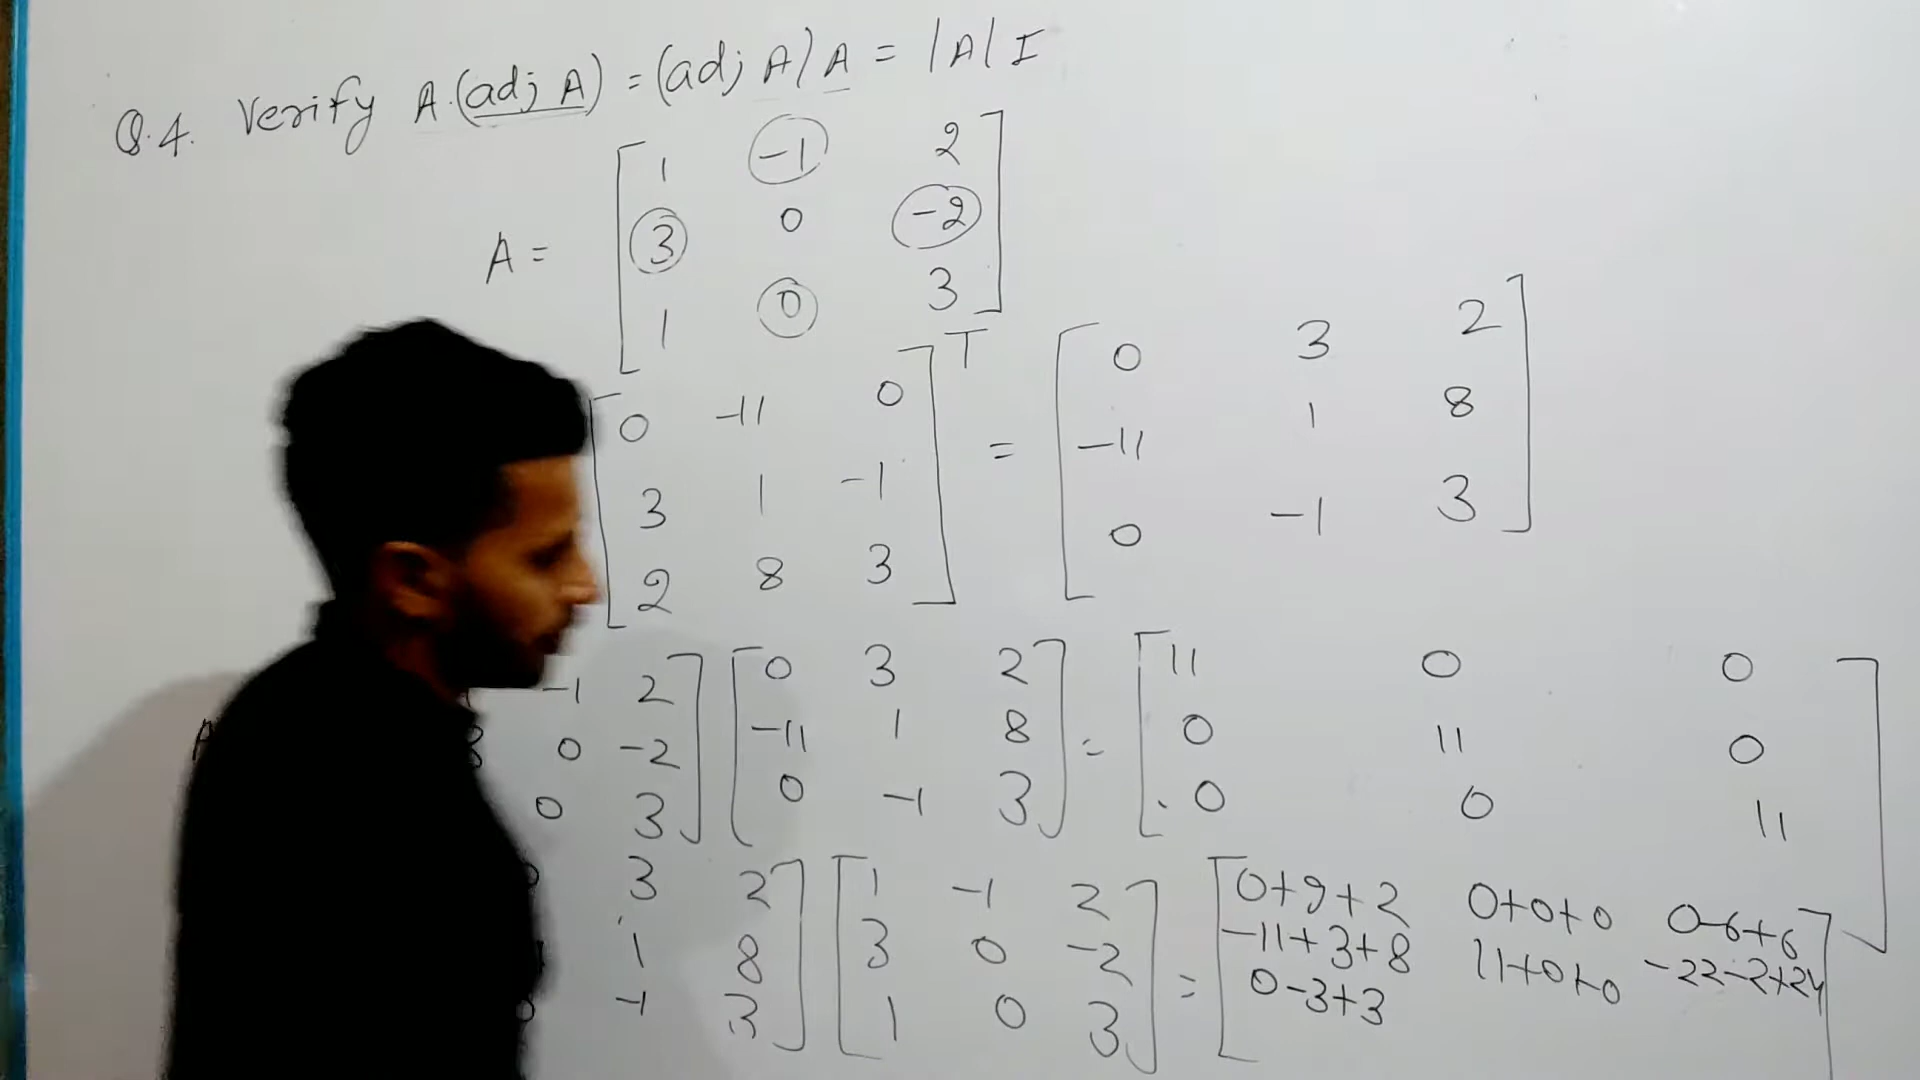 Q.4. Verify A.(adj A) = (adj A) A = |A| I
A = [ 1 -1 2
3 0 -2
1 0 3 ]
[ 0 -11 0
3 1 -1
2 8 3 ]ᵀ = [ 0 3 2
-11 1 8
0 -1 3 ]
-1 2 ] [ 0 3 2 ] = [ 11 0 0
0 -2 -11 1 8 0 11 0
0 3 ] [ 0 -1 3 ] . 0 0 11 ]
3 2 ] [ 1 -1 2 ] = [ 0+9+2 0+0+0 0-6+6
1 8 3 0 -2 -11+3+8 11+0+0 -22-2+24
-1 3 ] [ 1 0 3 ] 0-3+3